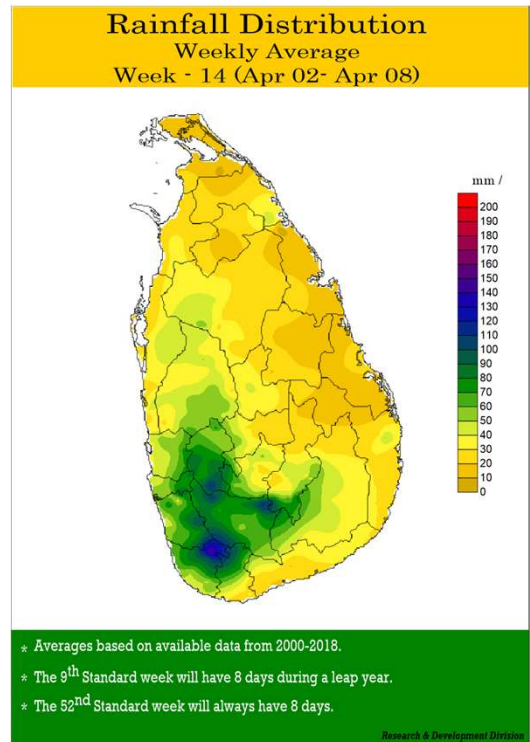 Rainfall Distribution
Weekly Average
Week - 14 (Apr 02- Apr 08)
mm /
200
190
180
170
160
150
140
130
120
110
100
90
80
70
60
50
40
30
20
10
0
* Averages based on available data from 2000-2018.
* The 9th Standard week will have 8 days during a leap year.
* The 52nd Standard week will always have 8 days.
Research & Development Division